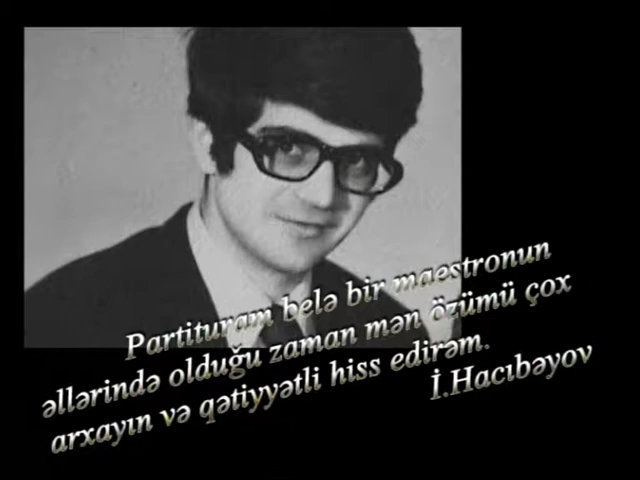 Partituram belə bir maestronun
əllərində olduğu zaman mən özümü çox
arxayın və qətiyyətli hiss edirəm.
İ.Hacıbəyov